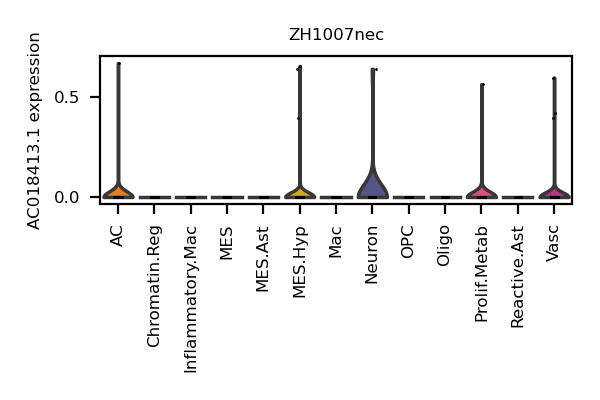 ZH1007nec
AC018413.1 expression
0.5
0.0
AC
Chromatin.Reg
Inflammatory.Mac
MES
MES.Ast
MES.Hyp
Mac
Neuron
OPC
Oligo
Prolif.Metab
Reactive.Ast
Vasc